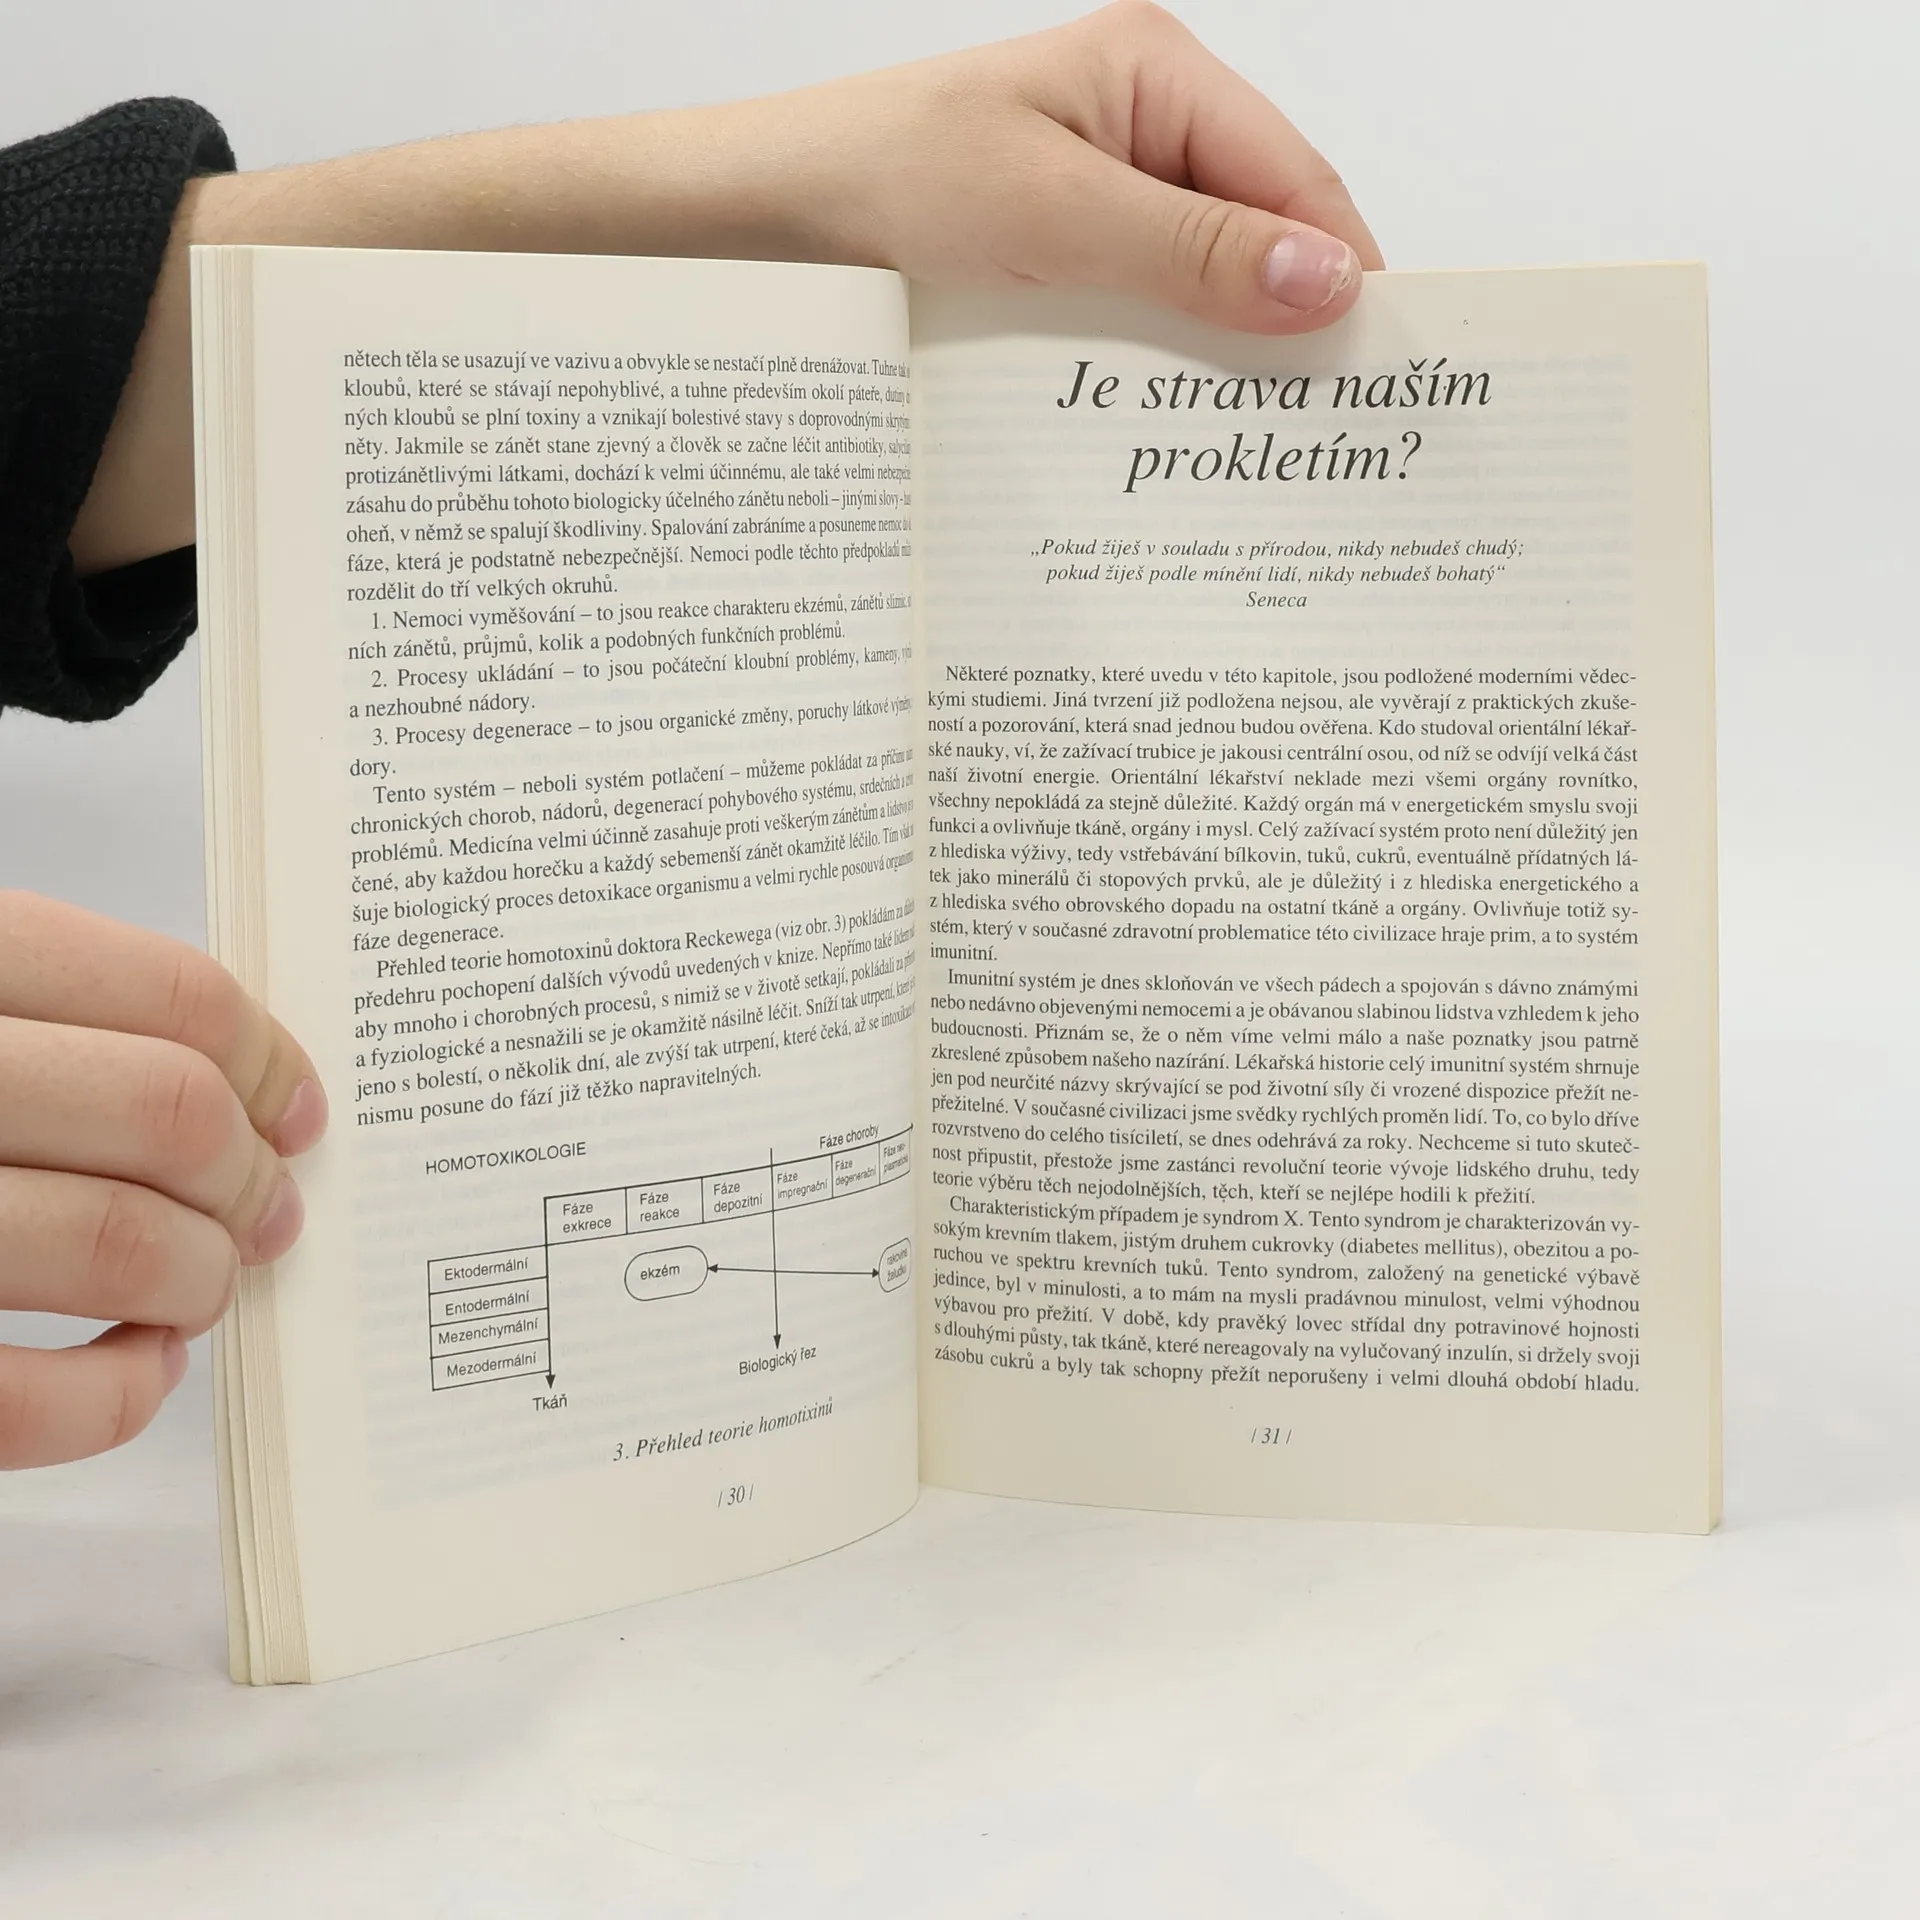 nětech těla se usazují ve vazivu a obvykle se nestačí plně drenážovat. Tuhne
kloubů, které se stávají nepohyblivé, a tuhne především okolí páteře, dutiny
ných kloubů se plní toxiny a vznikají bolestivé stavy s doprovodnými skrytými
něty. Jakmile se zánět stane zjevný a člověk se začne léčit antibiotiky,
protizánětlivými látkami, dochází k velmi účinnému, ale také velmi
zásahu do průběhu tohoto biologicky účelného zánětu neboli – jinými slovy –
oheň, v němž se spalují škodliviny. Spalování zabráníme a posuneme nemoc
fáze, která je podstatně nebezpečnější. Nemoci podle těchto předpokladů
rozdělit do tří velkých okruhů.
1. Nemoci vyměšování – to jsou reakce charakteru ekzémů, zánětů sliznic,
ních zánětů, průjmů, kolik a podobných funkčních problémů.
2. Procesy ukládání – to jsou počáteční kloubní problémy, kameny,
a nezhoubné nádory.
3. Procesy degenerace – to jsou organické změny, poruchy látkové
dory.
Tento systém – neboli systém potlačení – můžeme pokládat za příčinu
chronických chorob, nádorů, degenerací pohybového systému, srdečních a
problémů. Medicína velmi účinně zasahuje proti veškerým zánětům a
čené, aby každou horečku a každý sebemenší zánět okamžitě léčilo. Tím
šuje biologický proces detoxikace organismu a velmi rychle posouvá
fáze degenerace.
Přehled teorie homotoxinů doktora Reckewega (viz obr. 3) pokládám za
předehru pochopení dalších vývodů uvedených v knize. Nepřímo také
aby mnoho i chorobných procesů, s nimiž se v životě setkají, pokládali za
a fyziologické a nesnažili se je okamžitě násilně léčit. Sníží tak utrpení,
jeno s bolestí, o několik dní, ale zvýší tak utrpení, které čeká, až se
nismu posune do fází již těžko napravitelných.
HOMOTOXIKOLOGIE
Fáze choroby
Fáze exkrece
Fáze reakce
Fáze depozitní
Fáze impregnační
Fáze degenerační
Ektodermální
Entodermální
Mezenchymální
Mezodermální
ekzém
Tkáň
Biologický řez
3. Přehled teorie homotixinů
/ 30 /
Je strava naším
prokletím?
„Pokud žiješ v souladu s přírodou, nikdy nebudeš chudý;
pokud žiješ podle mínění lidí, nikdy nebudeš bohatý“
Seneca
Některé poznatky, které uvedu v této kapitole, jsou podložené moderními vědec-
kými studiemi. Jiná tvrzení již podložena nejsou, ale vyvěrají z praktických zkuše-
ností a pozorování, která snad jednou budou ověřena. Kdo studoval orientální lékař-
ské nauky, ví, že zažívací trubice je jakousi centrální osou, od níž se odvíjí velká část
naší životní energie. Orientální lékařství neklade mezi všemi orgány rovnítko,
všechny nepokládá za stejně důležité. Každý orgán má v energetickém smyslu svoji
funkci a ovlivňuje tkáně, orgány i mysl. Celý zažívací systém proto není důležitý jen
z hlediska výživy, tedy vstřebávání bílkovin, tuků, cukrů, eventuálně přídatných lá-
tek jako minerálů či stopových prvků, ale je důležitý i z hlediska energetického a
z hlediska svého obrovského dopadu na ostatní tkáně a orgány. Ovlivňuje totiž sy-
stém, který v současné zdravotní problematice této civilizace hraje prim, a to systém
imunitní.
Imunitní systém je dnes skloňován ve všech pádech a spojován s dávno známými
nebo nedávno objevenými nemocemi a je obávanou slabinou lidstva vzhledem k jeho
budoucnosti. Přiznám se, že o něm víme velmi málo a naše poznatky jsou patrně
zkreslené způsobem našeho nazírání. Lékařská historie celý imunitní systém shrnuje
jen pod neurčité názvy skrývající se pod životní síly či vrozené dispozice přežít ne-
přežitelné. V současné civilizaci jsme svědky rychlých proměn lidí. To, co bylo dříve
rozvrstveno do celého tisíciletí, se dnes odehrává za roky. Nechceme si tuto skuteč-
nost připustit, přestože jsme zastánci revoluční teorie vývoje lidského druhu, tedy
teorie výběru těch nejodolnějších, těch, kteří se nejlépe hodili k přežití.
Charakteristickým případem je syndrom X. Tento syndrom je charakterizován vy-
sokým krevním tlakem, jistým druhem cukrovky (diabetes mellitus), obezitou a po-
ruchou ve spektru krevních tuků. Tento syndrom, založený na genetické výbavě
jedince, byl v minulosti, a to mám na mysli pradávnou minulost, velmi výhodnou
výbavou pro přežití. V době, kdy pravěký lovec střídal dny potravinové hojnosti
s dlouhými půsty, tak tkáně, které nereagovaly na vylučovaný inzulín, si držely svoji
zásobu cukrů a byly tak schopny přežít neporušeny i velmi dlouhá období hladu.
/ 31 /